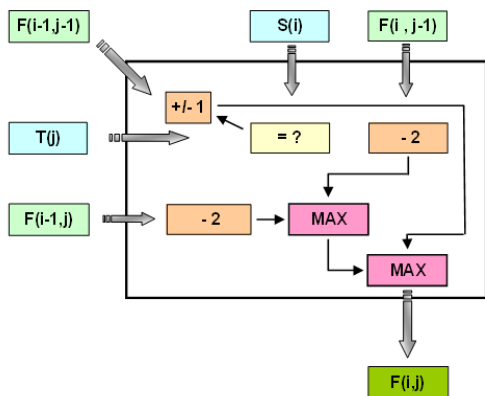 F(i-1,j-1)
S(i)
F(i , j-1)
+/- 1
T(j)
= ?
- 2
F(i-1,j)
- 2
MAX
MAX
F(i,j)